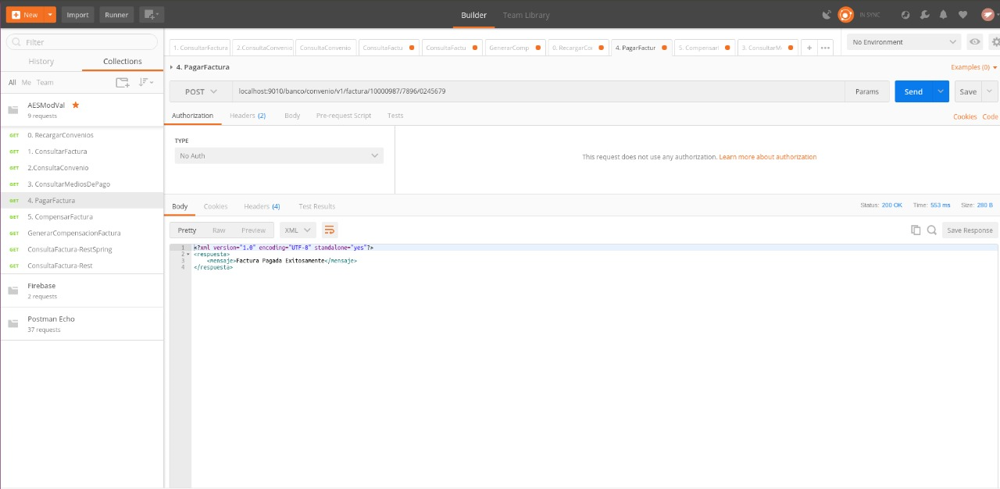 New
Import
Runner
Builder
Team Library
IN SYNC
Filter
History
Collections
All Me Team
AESModVal
9 requests
GET 0. RecargarConvenios
GET 1. ConsultarFactura
GET 2.ConsultaConvenio
GET 3. ConsultarMediosDePago
GET 4. PagarFactura
GET 5. CompensarFactura
GET GenerarCompensacionFactura
GET ConsultaFactura-RestSpring
GET ConsultaFactura-Rest
Firebase
2 requests
Postman Echo
37 requests
1. ConsultarFactura
2.ConsultaConvenio
ConsultaConvenio
ConsultaFactu
ConsultaFactu
GenerarComp
0. RecargarCo
4. PagarFactur
5. Compensar
3. ConsultarM
+ •••
No Environment
4. PagarFactura
Examples (0)
POST
localhost:9010/banco/convenio/v1/factura/10000987/7896/0245679
Params
Send
Save
Authorization
Headers (2)
Body
Pre-request Script
Tests
Cookies Code
TYPE
No Auth
This request does not use any authorization. Learn more about authorization
Body
Cookies
Headers (4)
Test Results
Status: 200 OK
Time: 553 ms
Size: 280 B
Pretty
Raw
Preview
XML
Save Response
1 <?xml version="1.0" encoding="UTF-8" standalone="yes"?>
2 <respuesta>
3     <mensaje>Factura Pagada Exitosamente</mensaje>
4 </respuesta>